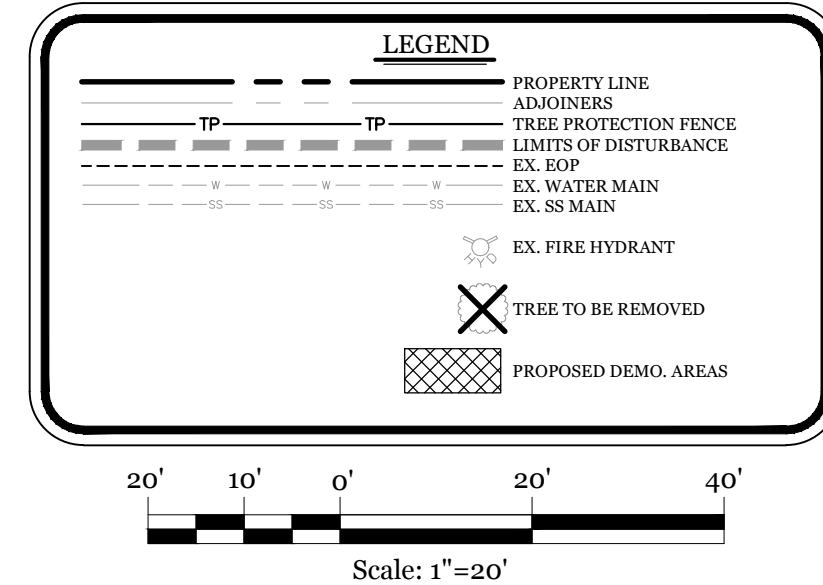 LEGEND
PROPERTY LINE
ADJOINERS
TP TP TREE PROTECTION FENCE
LIMITS OF DISTURBANCE
EX. EOP
W W W EX. WATER MAIN
SS SS SS EX. SS MAIN
HYD EX. FIRE HYDRANT
TREE TO BE REMOVED
PROPOSED DEMO. AREAS
20' 10' 0' 20' 40'
Scale: 1"=20'